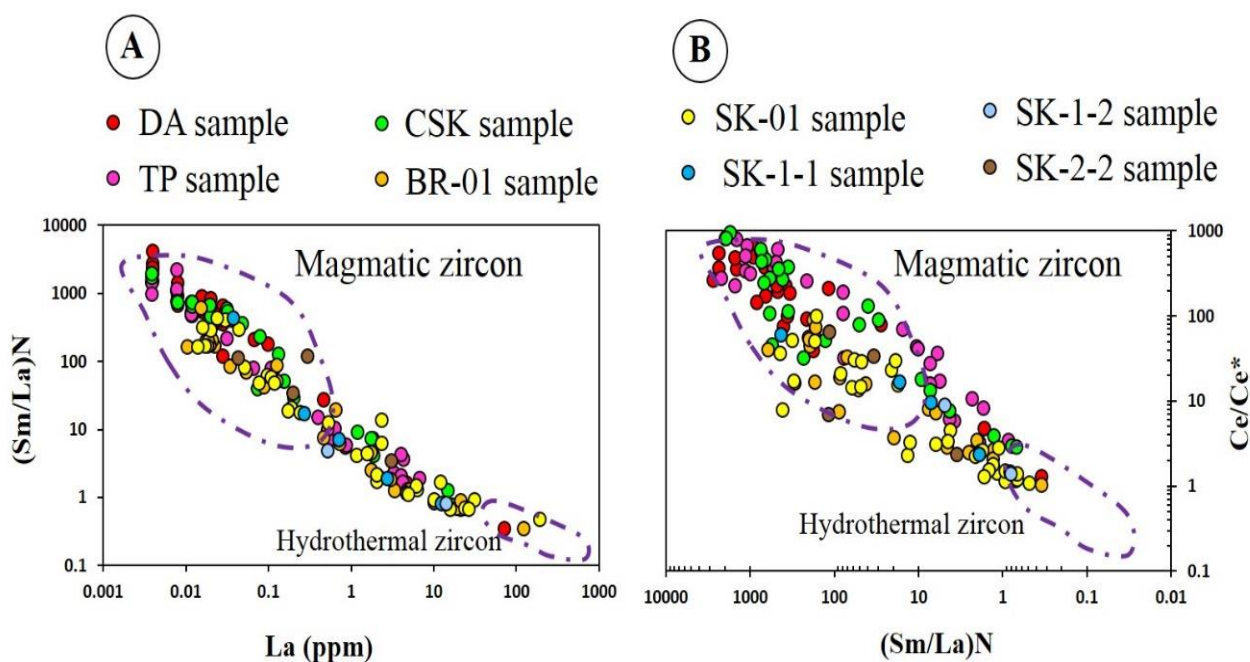 A
B
DA sample
CSK sample
TP sample
BR-01 sample
SK-01 sample
SK-1-2 sample
SK-1-1 sample
SK-2-2 sample
(Sm/La)N
10000
1000
100
10
1
0.1
Magmatic zircon
Hydrothermal zircon
0.001
0.01
0.1
1
10
100
1000
La (ppm)
Magmatic zircon
Hydrothermal zircon
1000
100
10
1
0.1
Ce/Ce*
10000
1000
100
10
1
0.1
0.01
(Sm/La)N